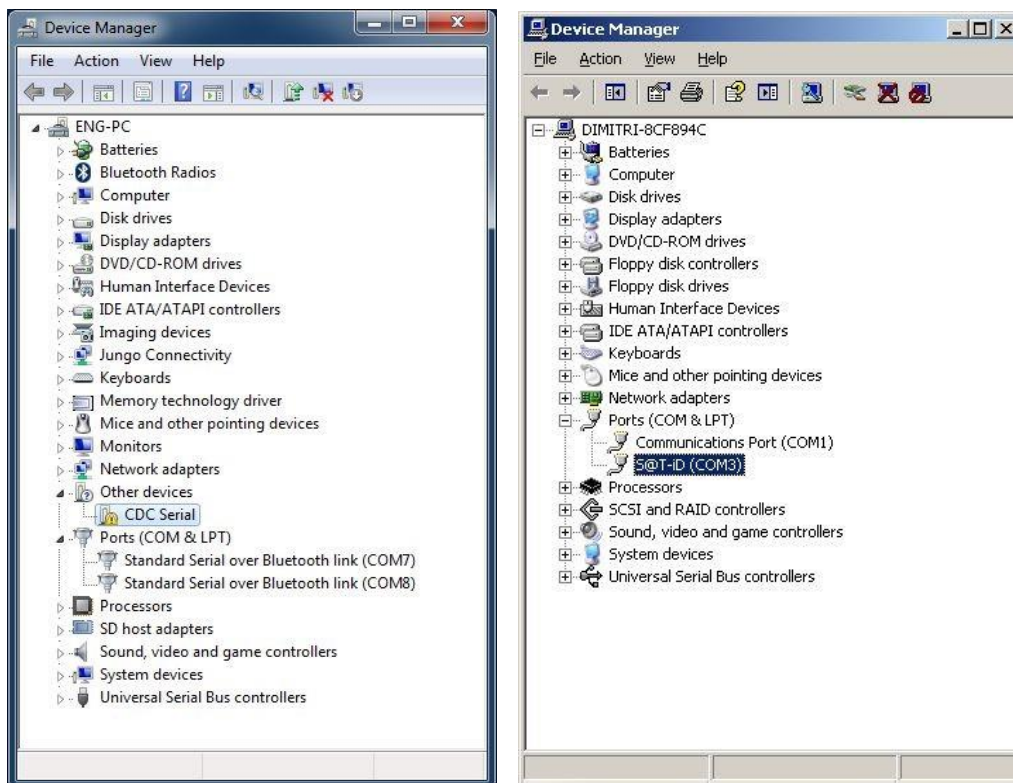 Device Manager
File Action View Help
ENG-PC
Batteries
Bluetooth Radios
Computer
Disk drives
Display adapters
DVD/CD-ROM drives
Human Interface Devices
IDE ATA/ATAPI controllers
Imaging devices
Jungo Connectivity
Keyboards
Memory technology driver
Mice and other pointing devices
Monitors
Network adapters
Other devices
CDC Serial
Ports (COM & LPT)
Standard Serial over Bluetooth link (COM7)
Standard Serial over Bluetooth link (COM8)
Processors
SD host adapters
Sound, video and game controllers
System devices
Universal Serial Bus controllers
Device Manager
File Action View Help
DIMITRI-8CF894C
Batteries
Computer
Disk drives
Display adapters
DVD/CD-ROM drives
Floppy disk controllers
Floppy disk drives
Human Interface Devices
IDE ATA/ATAPI controllers
Keyboards
Mice and other pointing devices
Network adapters
Ports (COM & LPT)
Communications Port (COM1)
S@T-iD (COM3)
Processors
SCSI and RAID controllers
Sound, video and game controllers
System devices
Universal Serial Bus controllers